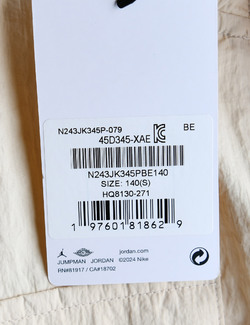 N243JK345P-079
45D345-XAE
BE
N243JK345PBE140
SIZE: 140(S)
HQ8130-271
1 97601 81862 9
JUMPMAN JORDAN
jordan.com
©2024 Nike
RN#81917 / CA#18702